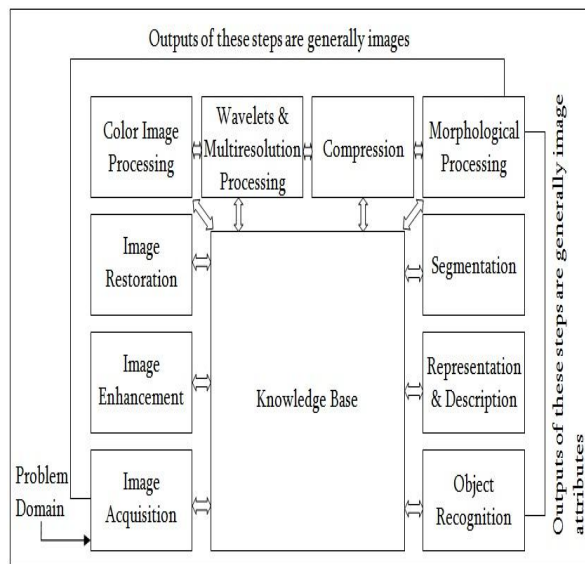 Outputs of these steps are generally images
Color Image
Processing
Wavelets &
Multiresolution
Processing
Compression
Morphological
Processing
Image
Restoration
Segmentation
Image
Enhancement
Knowledge Base
Representation
& Description
Problem
Domain
Image
Acquisition
Object
Recognition
Outputs of these steps are generally image
attributes